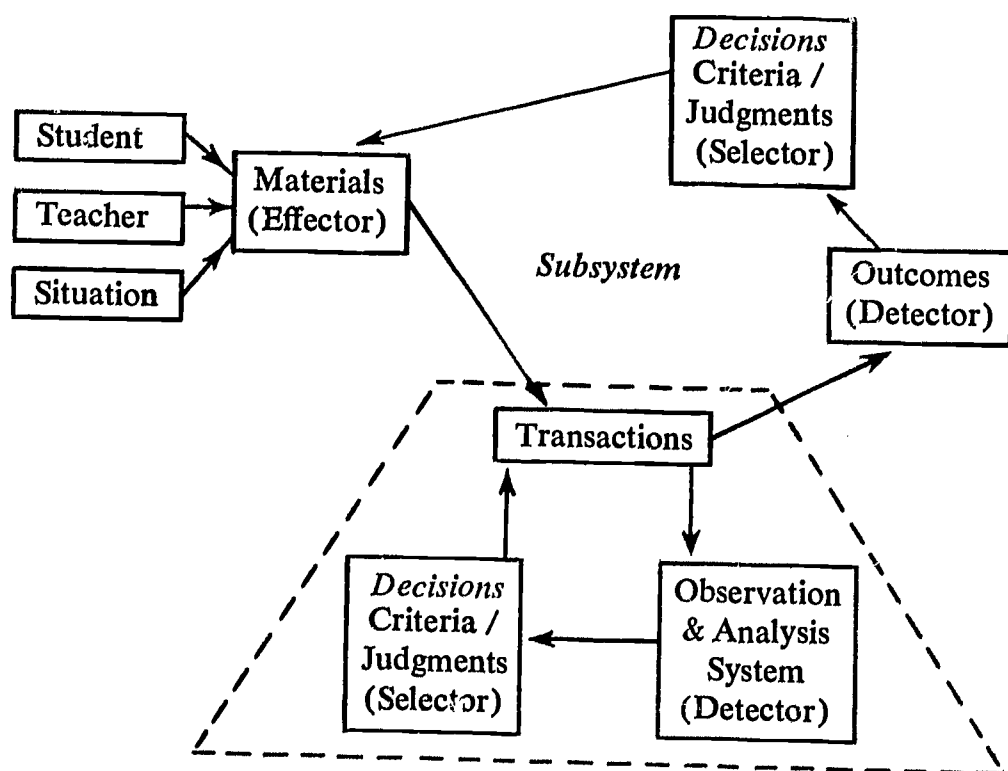 Decisions
Criteria /
Judgments
(Selector)
Student
Teacher
Situation
Materials
(Effector)
Subsystem
Outcomes
(Detector)
Transactions
Decisions
Criteria /
Judgments
(Selector)
Observation
& Analysis
System
(Detector)